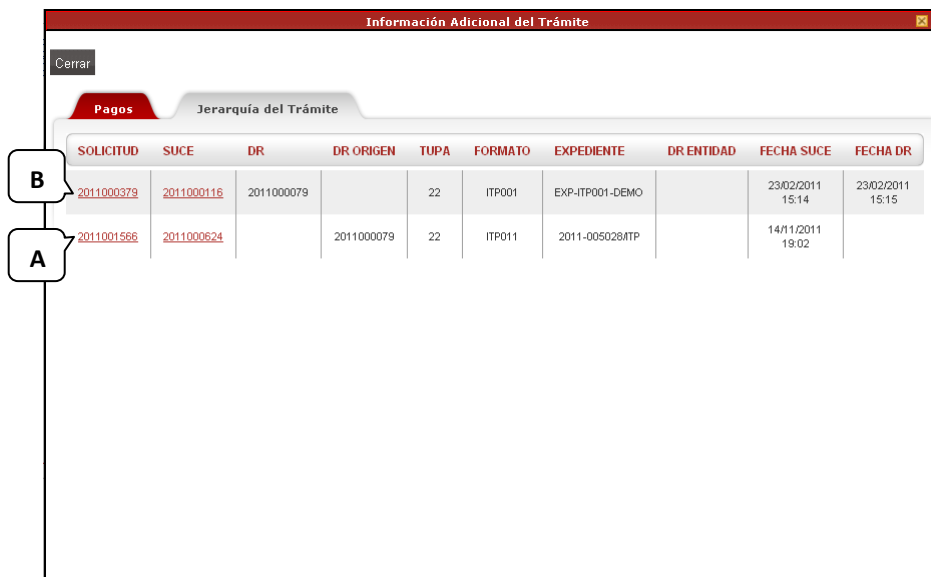 Información Adicional del Trámite
Cerrar
Pagos Jerarquía del Trámite
SOLICITUD SUCE DR DR ORIGEN TUPA FORMATO EXPEDIENTE DR ENTIDAD FECHA SUCE FECHA DR
B
2011000379 2011000116 2011000079 22 ITP001 EXP-ITP001-DEMO 23/02/2011 15:14 23/02/2011 15:15
A
2011001566 2011000624 2011000079 22 ITP011 2011-005028/ITP 14/11/2011 19:02